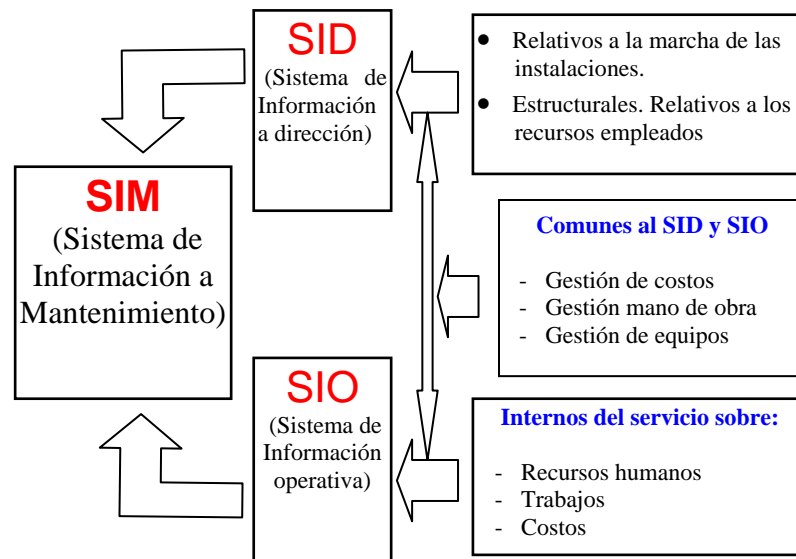 SID
(Sistema de
Información
a dirección)
● Relativos a la marcha de las
instalaciones.
● Estructurales. Relativos a los
recursos empleados
SIM
(Sistema de
Información a
Mantenimiento)
Comunes al SID y SIO
- Gestión de costos
- Gestión mano de obra
- Gestión de equipos
SIO
(Sistema de
Información
operativa)
Internos del servicio sobre:
- Recursos humanos
- Trabajos
- Costos